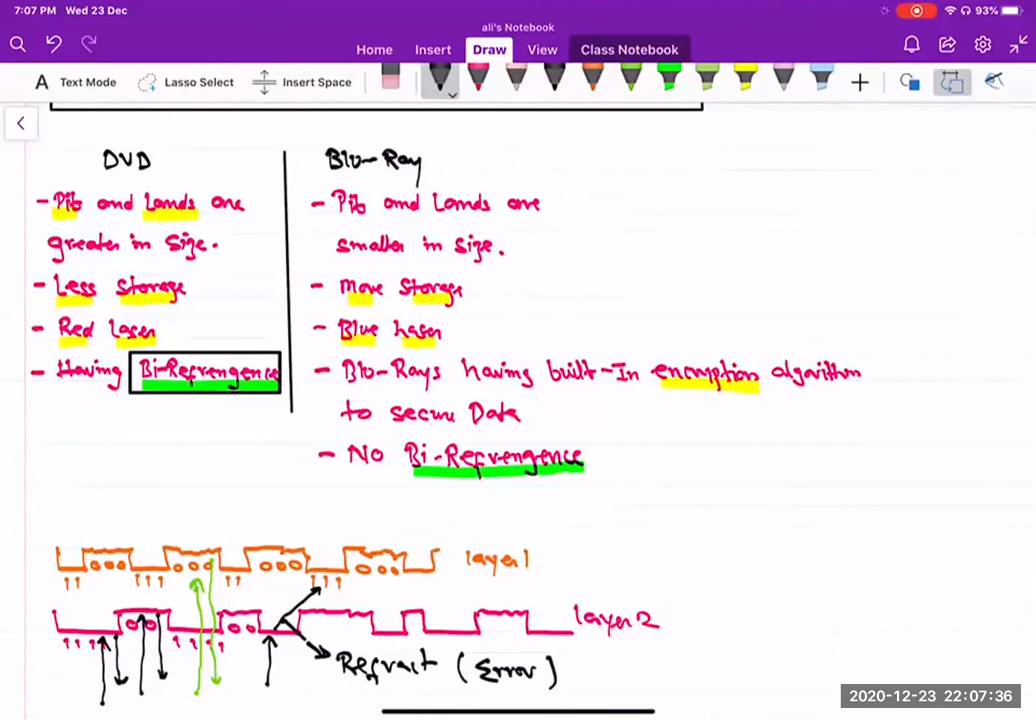 7:07 PM Wed 23 Dec
93%
ali's Notebook
Home Insert Draw View Class Notebook
A Text Mode Lasso Select Insert Space
DVD
- Pits and Lands are
greater in Size.
- Less Storage
- Red Laser
- Having Bi-Refrengence
Blu-Ray
- Pits and Lands are
smaller in size.
- More Storage
- Blue Laser
- Blu-Rays having built-In encryption algorithm
to secure Data
- No Bi-Refrengence
layer1
layer2
Refract (Error)
2020-12-23 22:07:36